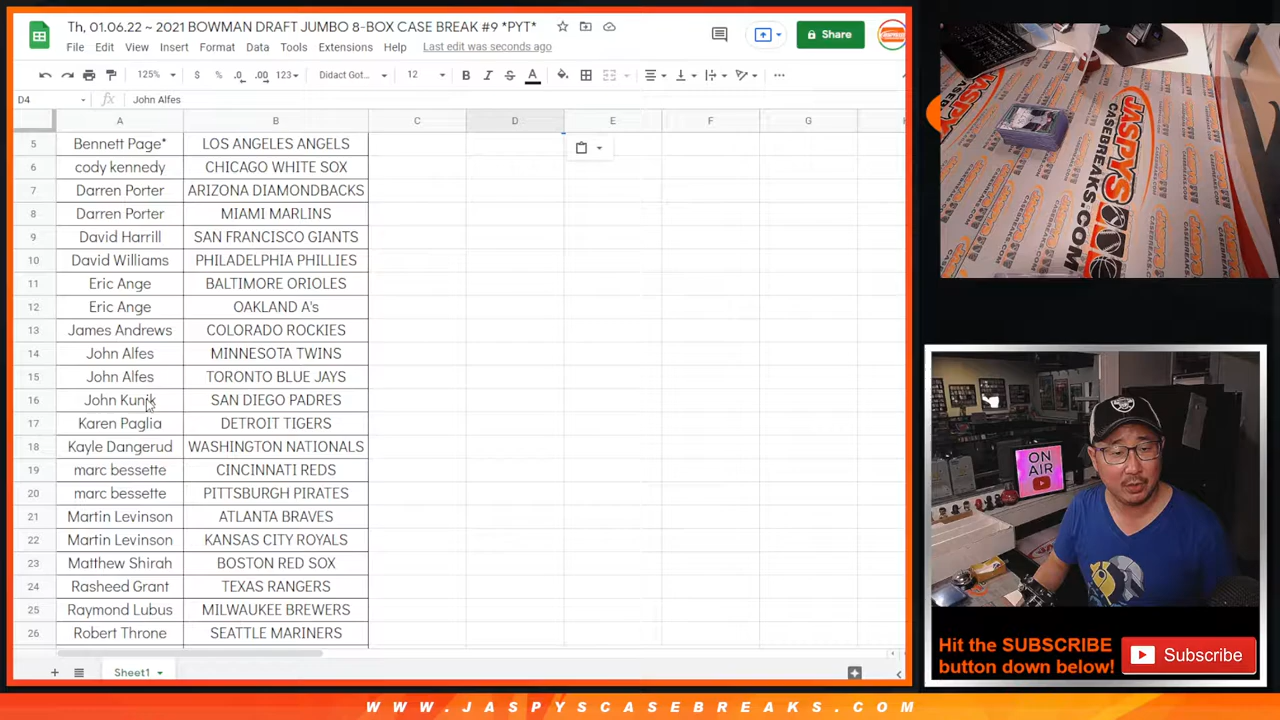 Th, 01.06.22 ~ 2021 BOWMAN DRAFT JUMBO 8-BOX CASE BREAK #9 *PYT*
File Edit View Insert Format Data Tools Extensions Help Last edit was seconds ago
Share
125% $ % .0 .00 123 Didact Got... 12 B I S A
D4 fx John Alfes
A B C D E F G
5 Bennett Page* LOS ANGELES ANGELS
6 cody kennedy CHICAGO WHITE SOX
7 Darren Porter ARIZONA DIAMONDBACKS
8 Darren Porter MIAMI MARLINS
9 David Harrill SAN FRANCISCO GIANTS
10 David Williams PHILADELPHIA PHILLIES
11 Eric Ange BALTIMORE ORIOLES
12 Eric Ange OAKLAND A's
13 James Andrews COLORADO ROCKIES
14 John Alfes MINNESOTA TWINS
15 John Alfes TORONTO BLUE JAYS
16 John Kunik SAN DIEGO PADRES
17 Karen Paglia DETROIT TIGERS
18 Kayle Dangerud WASHINGTON NATIONALS
19 marc bessette CINCINNATI REDS
20 marc bessette PITTSBURGH PIRATES
21 Martin Levinson ATLANTA BRAVES
22 Martin Levinson KANSAS CITY ROYALS
23 Matthew Shirah BOSTON RED SOX
24 Rasheed Grant TEXAS RANGERS
25 Raymond Lubus MILWAUKEE BREWERS
26 Robert Throne SEATTLE MARINERS
Sheet1
JASPYS
CASEBREAKS.COM
ON
AIR
Hit the SUBSCRIBE
button down below!
Subscribe
WWW.JASPYSCASEBREAKS.COM